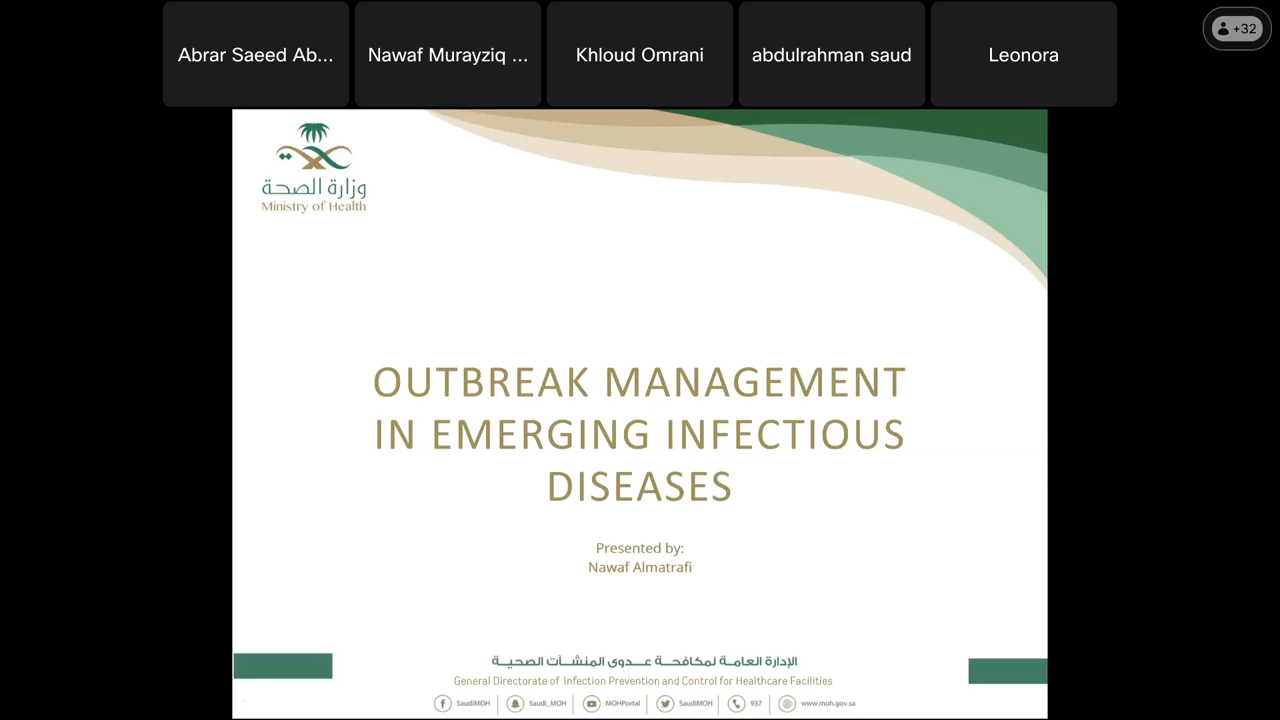 Abrar Saeed Ab...
Nawaf Murayziq ...
Khloud Omrani
abdulrahman saud
Leonora
+32
وزارة الصحة
Ministry of Health
OUTBREAK MANAGEMENT
IN EMERGING INFECTIOUS
DISEASES
Presented by:
Nawaf Almatrafi
الإدارة العامة لمكافحة عدوى المنشآت الصحية
General Directorate of Infection Prevention and Control for Healthcare Facilities
SaudiMOH
Saudi_MOH
MOHPortal
SaudiMOH
937
www.moh.gov.sa